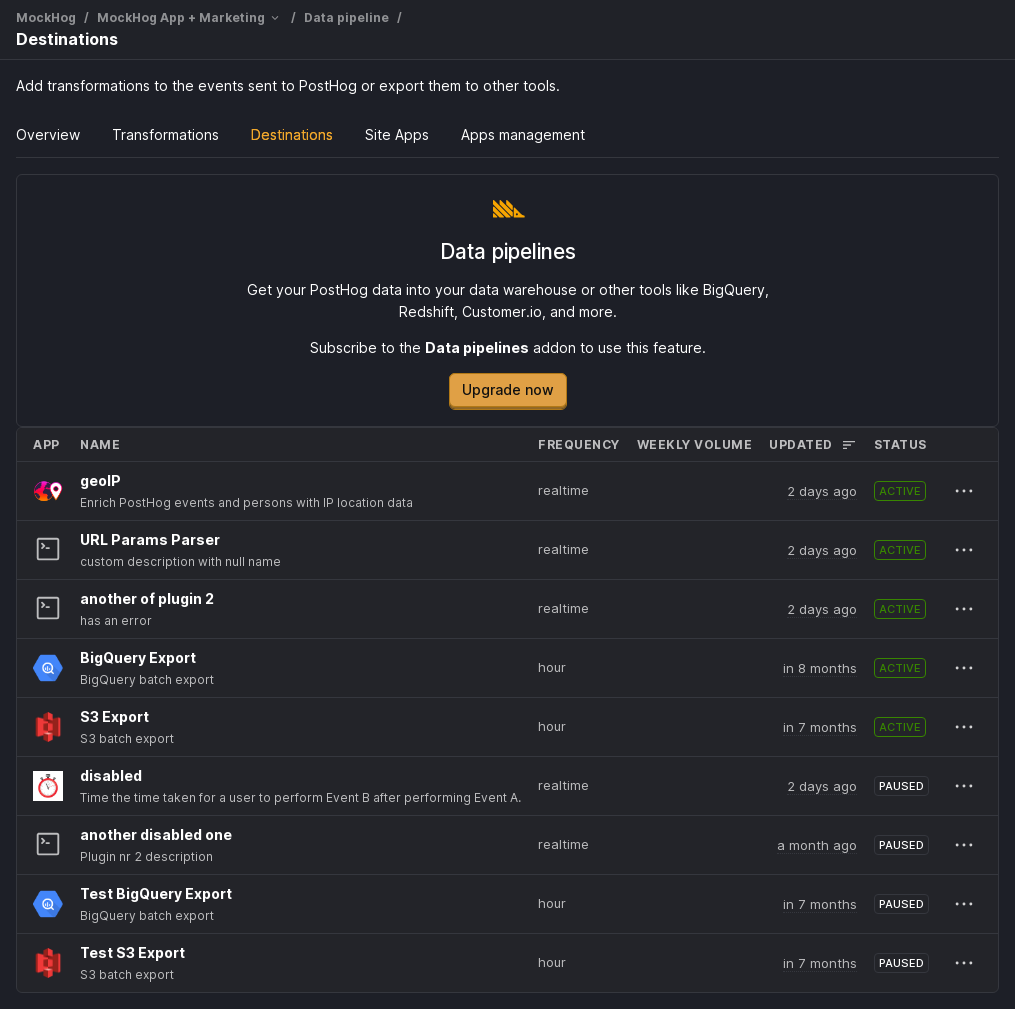 MockHog / MockHog App + Marketing / Data pipeline /
Destinations
Add transformations to the events sent to PostHog or export them to other tools.
Overview Transformations Destinations Site Apps Apps management
Data pipelines
Get your PostHog data into your data warehouse or other tools like BigQuery,
Redshift, Customer.io, and more.
Subscribe to the Data pipelines addon to use this feature.
Upgrade now
APP NAME FREQUENCY WEEKLY VOLUME UPDATED STATUS
geoIP
Enrich PostHog events and persons with IP location data
realtime 2 days ago ACTIVE
URL Params Parser
custom description with null name
realtime 2 days ago ACTIVE
another of plugin 2
has an error
realtime 2 days ago ACTIVE
BigQuery Export
BigQuery batch export
hour in 8 months ACTIVE
S3 Export
S3 batch export
hour in 7 months ACTIVE
disabled
Time the time taken for a user to perform Event B after performing Event A.
realtime 2 days ago PAUSED
another disabled one
Plugin nr 2 description
realtime a month ago PAUSED
Test BigQuery Export
BigQuery batch export
hour in 7 months PAUSED
Test S3 Export
S3 batch export
hour in 7 months PAUSED